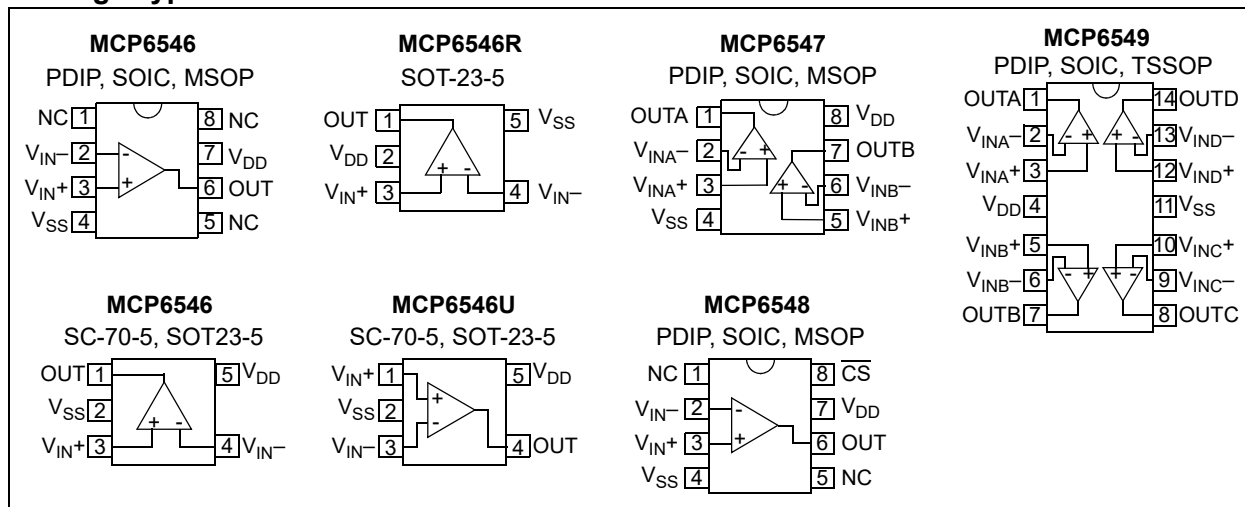 MCP6546
PDIP, SOIC, MSOP
NC 1
8 NC
VIN– 2
7 VDD
VIN+ 3
6 OUT
VSS 4
5 NC
- +
MCP6546R
SOT-23-5
OUT 1
5 VSS
VDD 2
VIN+ 3
4 VIN–
+ -
MCP6547
PDIP, SOIC, MSOP
OUTA 1
8 VDD
VINA– 2
7 OUTB
VINA+ 3
6 VINB–
VSS 4
5 VINB+
- +
+ -
MCP6549
PDIP, SOIC, TSSOP
OUTA 1
14 OUTD
VINA– 2
13 VIND–
VINA+ 3
12 VIND+
VDD 4
11 VSS
VINB+ 5
10 VINC+
VINB– 6
9 VINC–
OUTB 7
8 OUTC
- +
+ -
- +
+ -
MCP6546
SC-70-5, SOT23-5
OUT 1
5 VDD
VSS 2
VIN+ 3
4 VIN–
+ -
MCP6546U
SC-70-5, SOT-23-5
VIN+ 1
5 VDD
VSS 2
VIN– 3
4 OUT
+ -
MCP6548
PDIP, SOIC, MSOP
NC 1
8 CS
VIN– 2
7 VDD
VIN+ 3
6 OUT
VSS 4
5 NC
- +